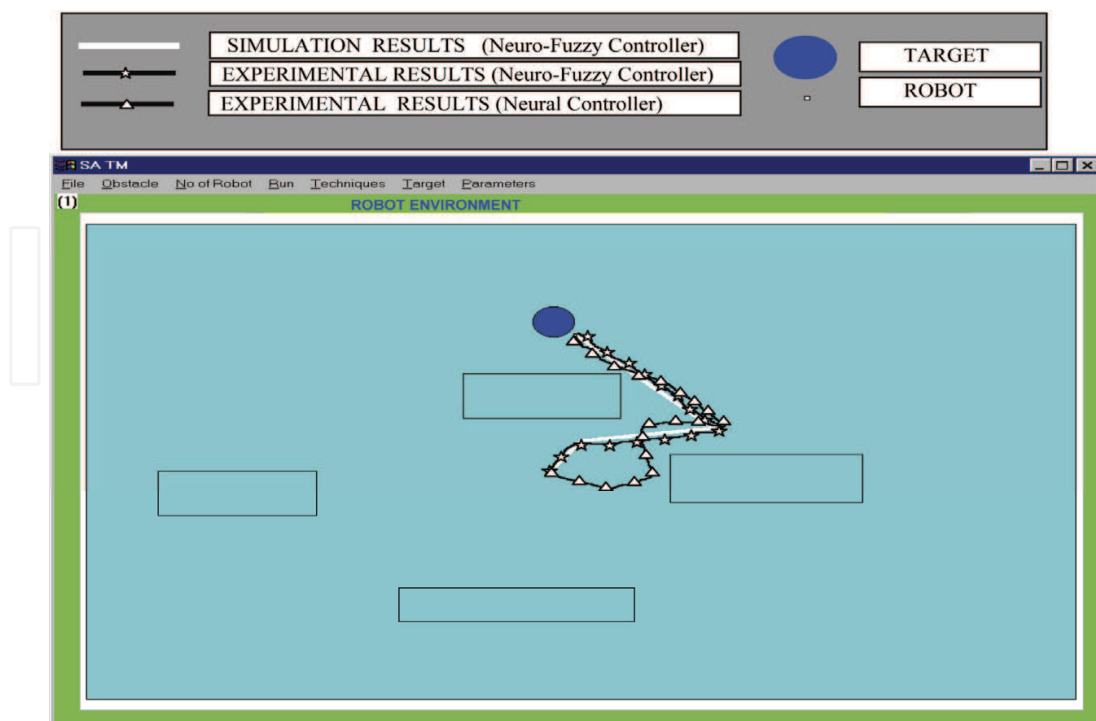 SIMULATION RESULTS (Neuro-Fuzzy Controller)
EXPERIMENTAL RESULTS (Neuro-Fuzzy Controller)
EXPERIMENTAL RESULTS (Neural Controller)
TARGET
ROBOT
SA TM
File Obstacle No of Robot Run Techniques Target Parameters
(1) ROBOT ENVIRONMENT